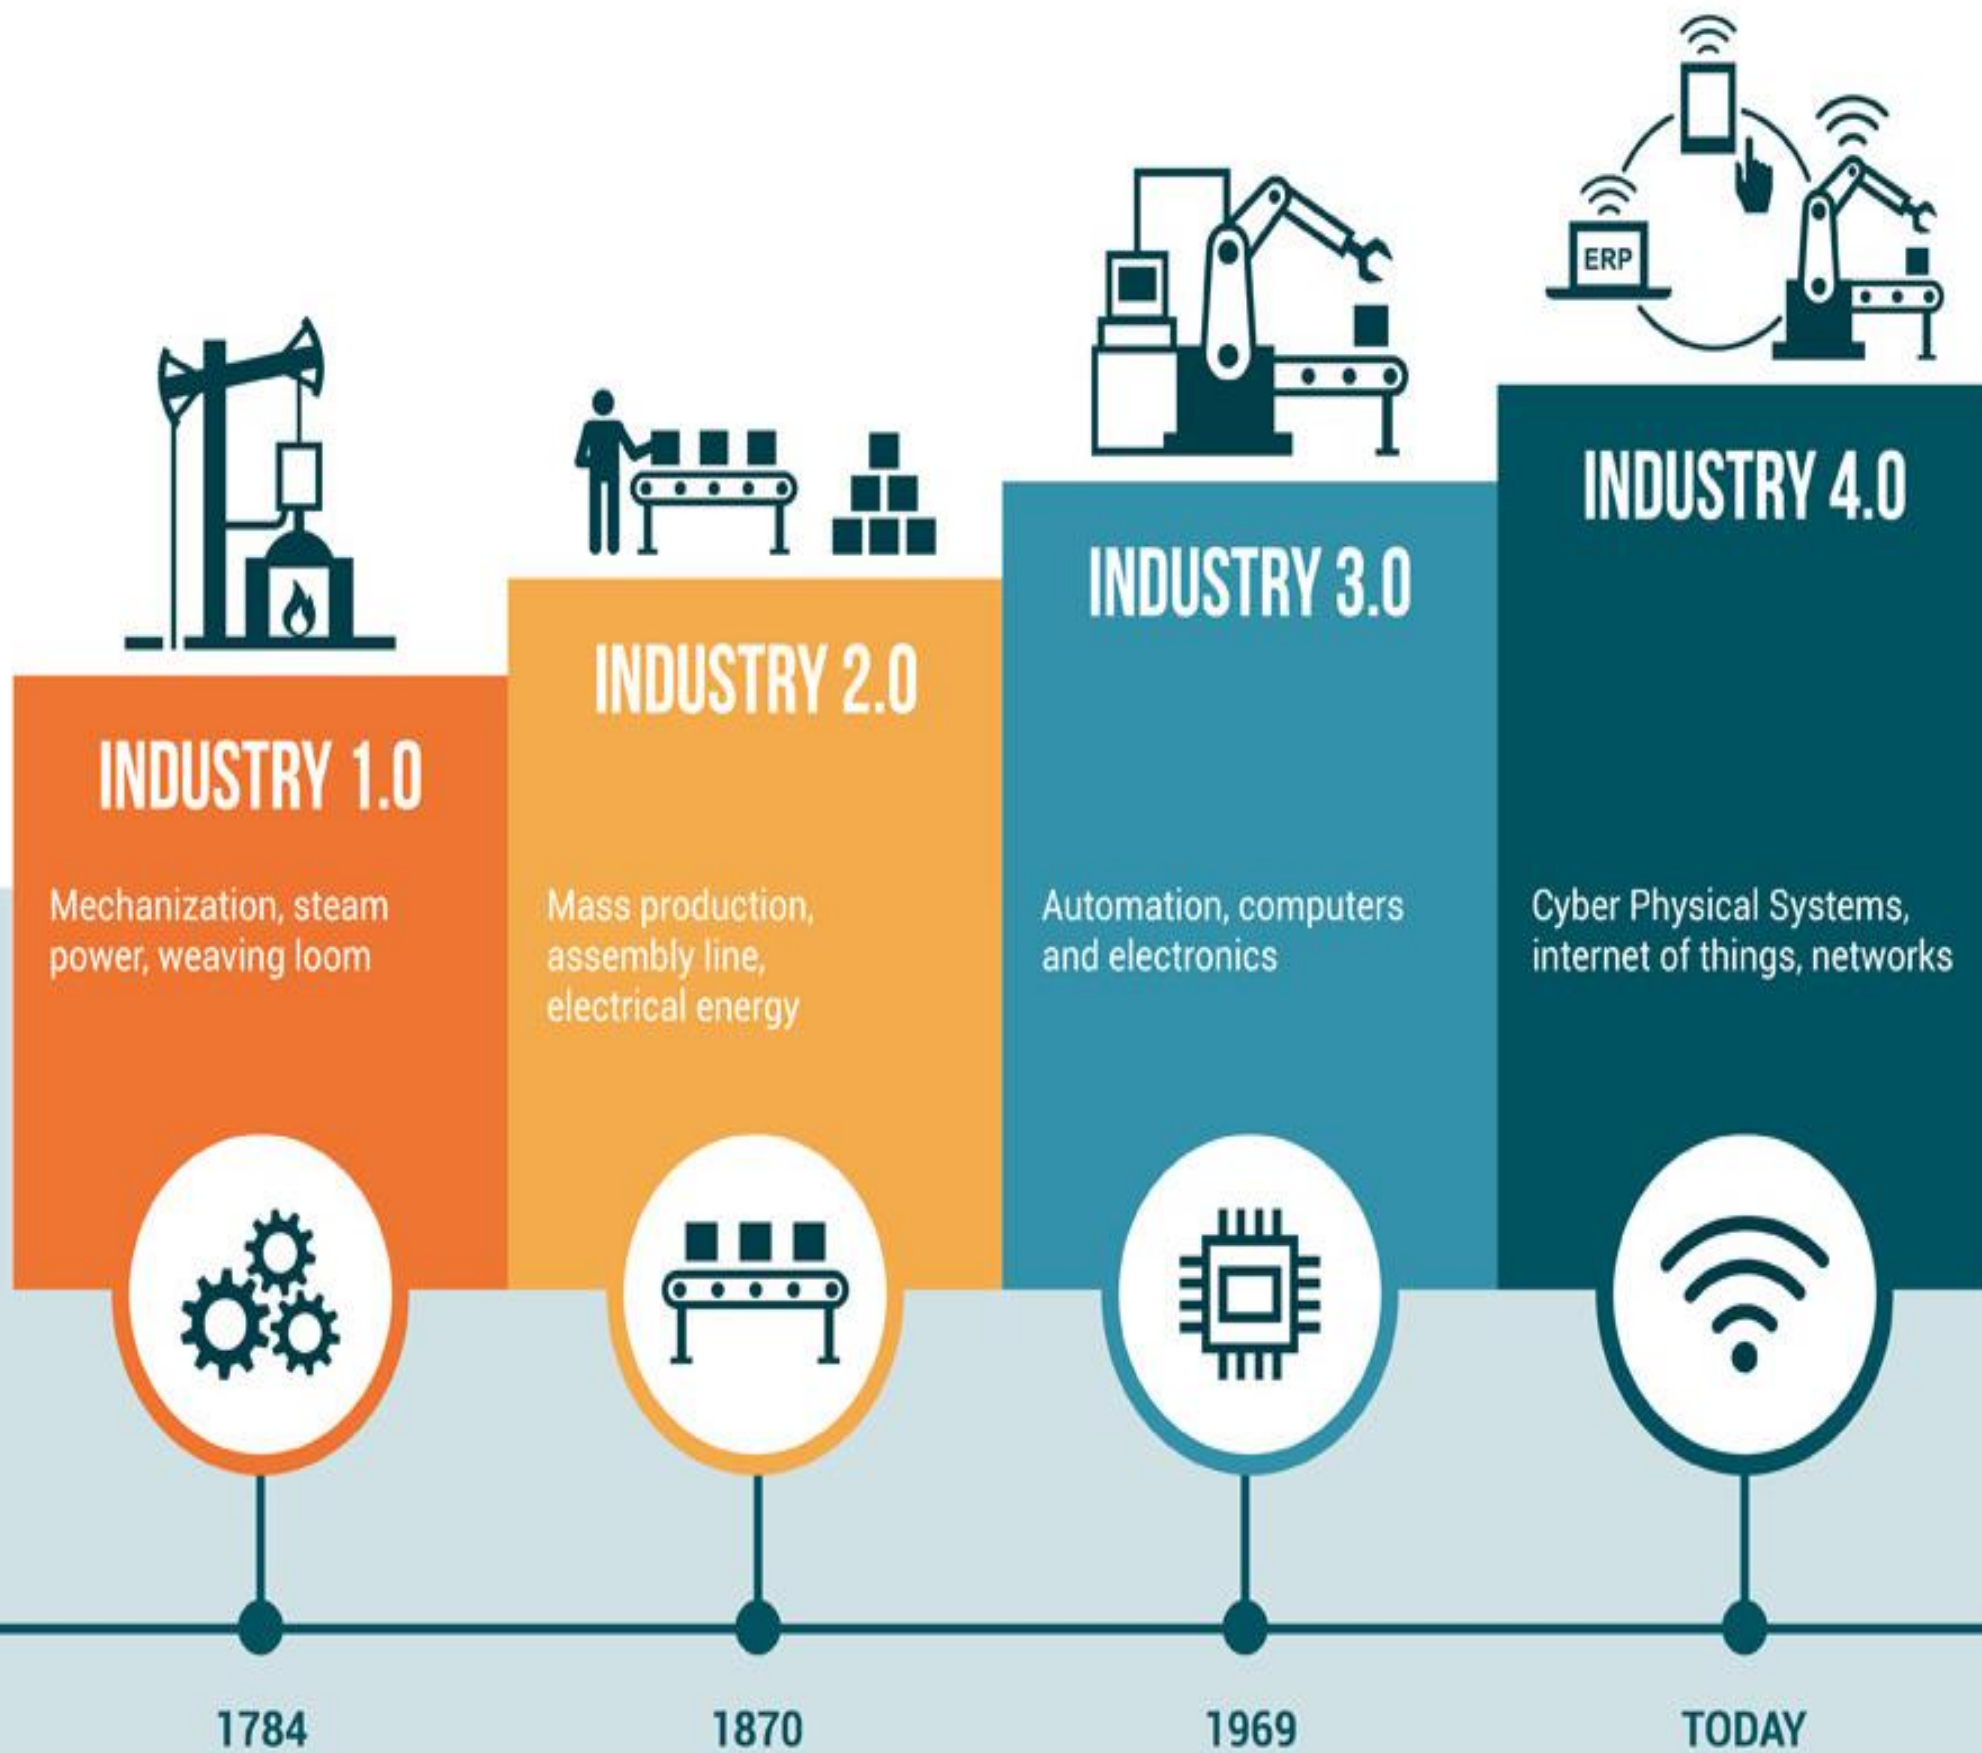 ERP
INDUSTRY 1.0
Mechanization, steam
power, weaving loom
1784
INDUSTRY 2.0
Mass production,
assembly line,
electrical energy
1870
INDUSTRY 3.0
Automation, computers
and electronics
1969
INDUSTRY 4.0
Cyber Physical Systems,
internet of things, networks
TODAY